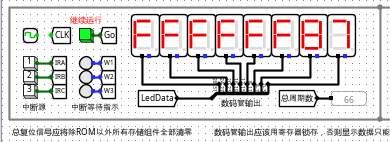 继续运行
CLK Go
1 IRA W1
2 IRB W2
3 IRC W3
中断源 中断等待指示
LedData 数码管输出 总周期数 66
总复位信号应将除ROM以外所有存储组件全部清零 数码管输出应该用寄存器锁存，否则显示数据只能